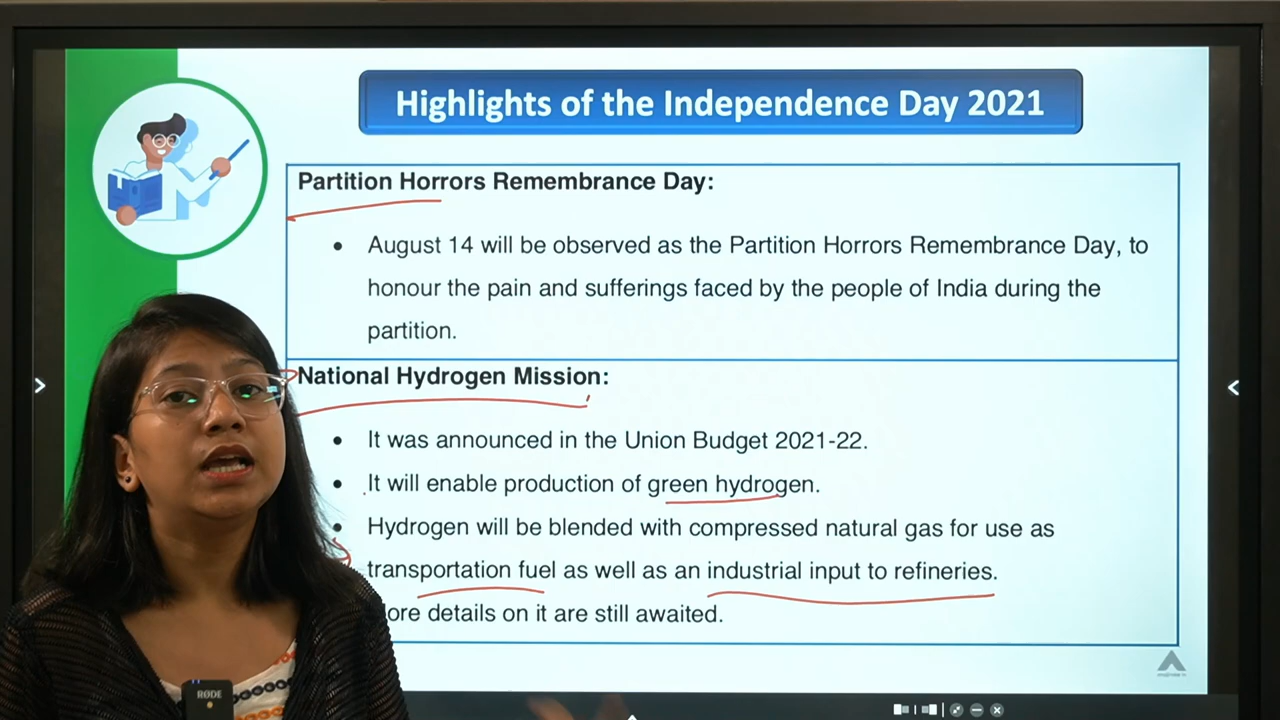 Highlights of the Independence Day 2021
Partition Horrors Remembrance Day:
• August 14 will be observed as the Partition Horrors Remembrance Day, to
honour the pain and sufferings faced by the people of India during the
partition.
National Hydrogen Mission:
• It was announced in the Union Budget 2021-22.
• It will enable production of green hydrogen.
• Hydrogen will be blended with compressed natural gas for use as
transportation fuel as well as an industrial input to refineries.
details on it are still awaited.
RØDE